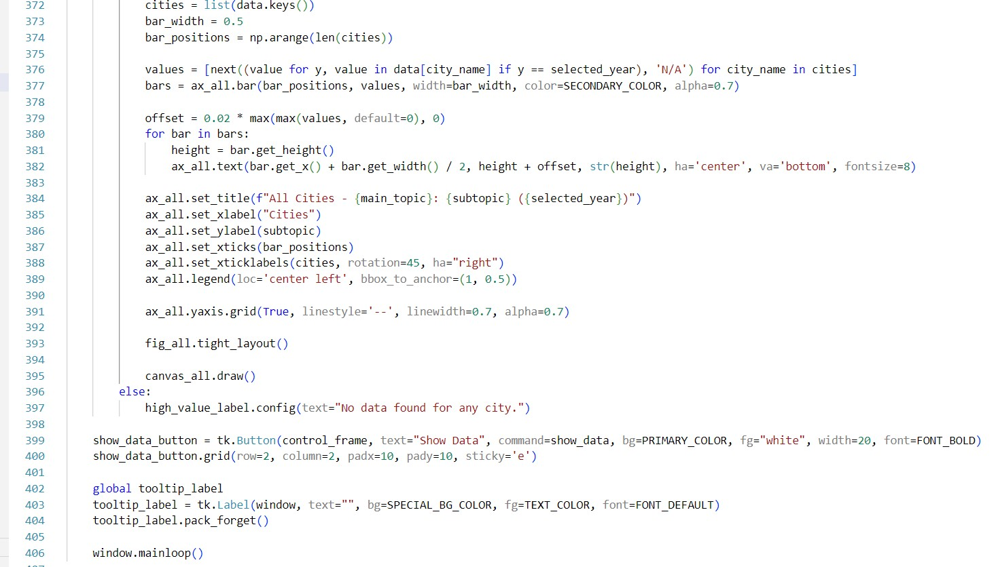 372 cities = list(data.keys())
373 bar_width = 0.5
374 bar_positions = np.arange(len(cities))
375
376 values = [next((value for y, value in data[city_name] if y == selected_year), 'N/A') for city_name in cities]
377 bars = ax_all.bar(bar_positions, values, width=bar_width, color=SECONDARY_COLOR, alpha=0.7)
378
379 offset = 0.02 * max(max(values, default=0), 0)
380 for bar in bars:
381 height = bar.get_height()
382 ax_all.text(bar.get_x() + bar.get_width() / 2, height + offset, str(height), ha='center', va='bottom', fontsize=8)
383
384 ax_all.set_title(f"All Cities - {main_topic}: {subtopic} ({selected_year})")
385 ax_all.set_xlabel("Cities")
386 ax_all.set_ylabel(subtopic)
387 ax_all.set_xticks(bar_positions)
388 ax_all.set_xticklabels(cities, rotation=45, ha="right")
389 ax_all.legend(loc='center left', bbox_to_anchor=(1, 0.5))
390
391 ax_all.yaxis.grid(True, linestyle='--', linewidth=0.7, alpha=0.7)
392
393 fig_all.tight_layout()
394
395 canvas_all.draw()
396 else:
397 high_value_label.config(text="No data found for any city.")
398
399 show_data_button = tk.Button(control_frame, text="Show Data", command=show_data, bg=PRIMARY_COLOR, fg="white", width=20, font=FONT_BOLD)
400 show_data_button.grid(row=2, column=2, padx=10, pady=10, sticky='e')
401
402 global tooltip_label
403 tooltip_label = tk.Label(window, text="", bg=SPECIAL_BG_COLOR, fg=TEXT_COLOR, font=FONT_DEFAULT)
404 tooltip_label.pack_forget()
405
406 window.mainloop()